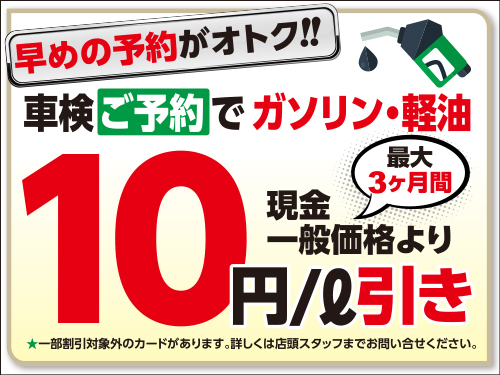 早めの予約がオトク!!
車検ご予約でガソリン・軽油
最大
3ヶ月間
現金
一般価格より
10円/ℓ引き
★一部割引対象外のカードがあります。詳しくは店頭スタッフまでお問い合せください。